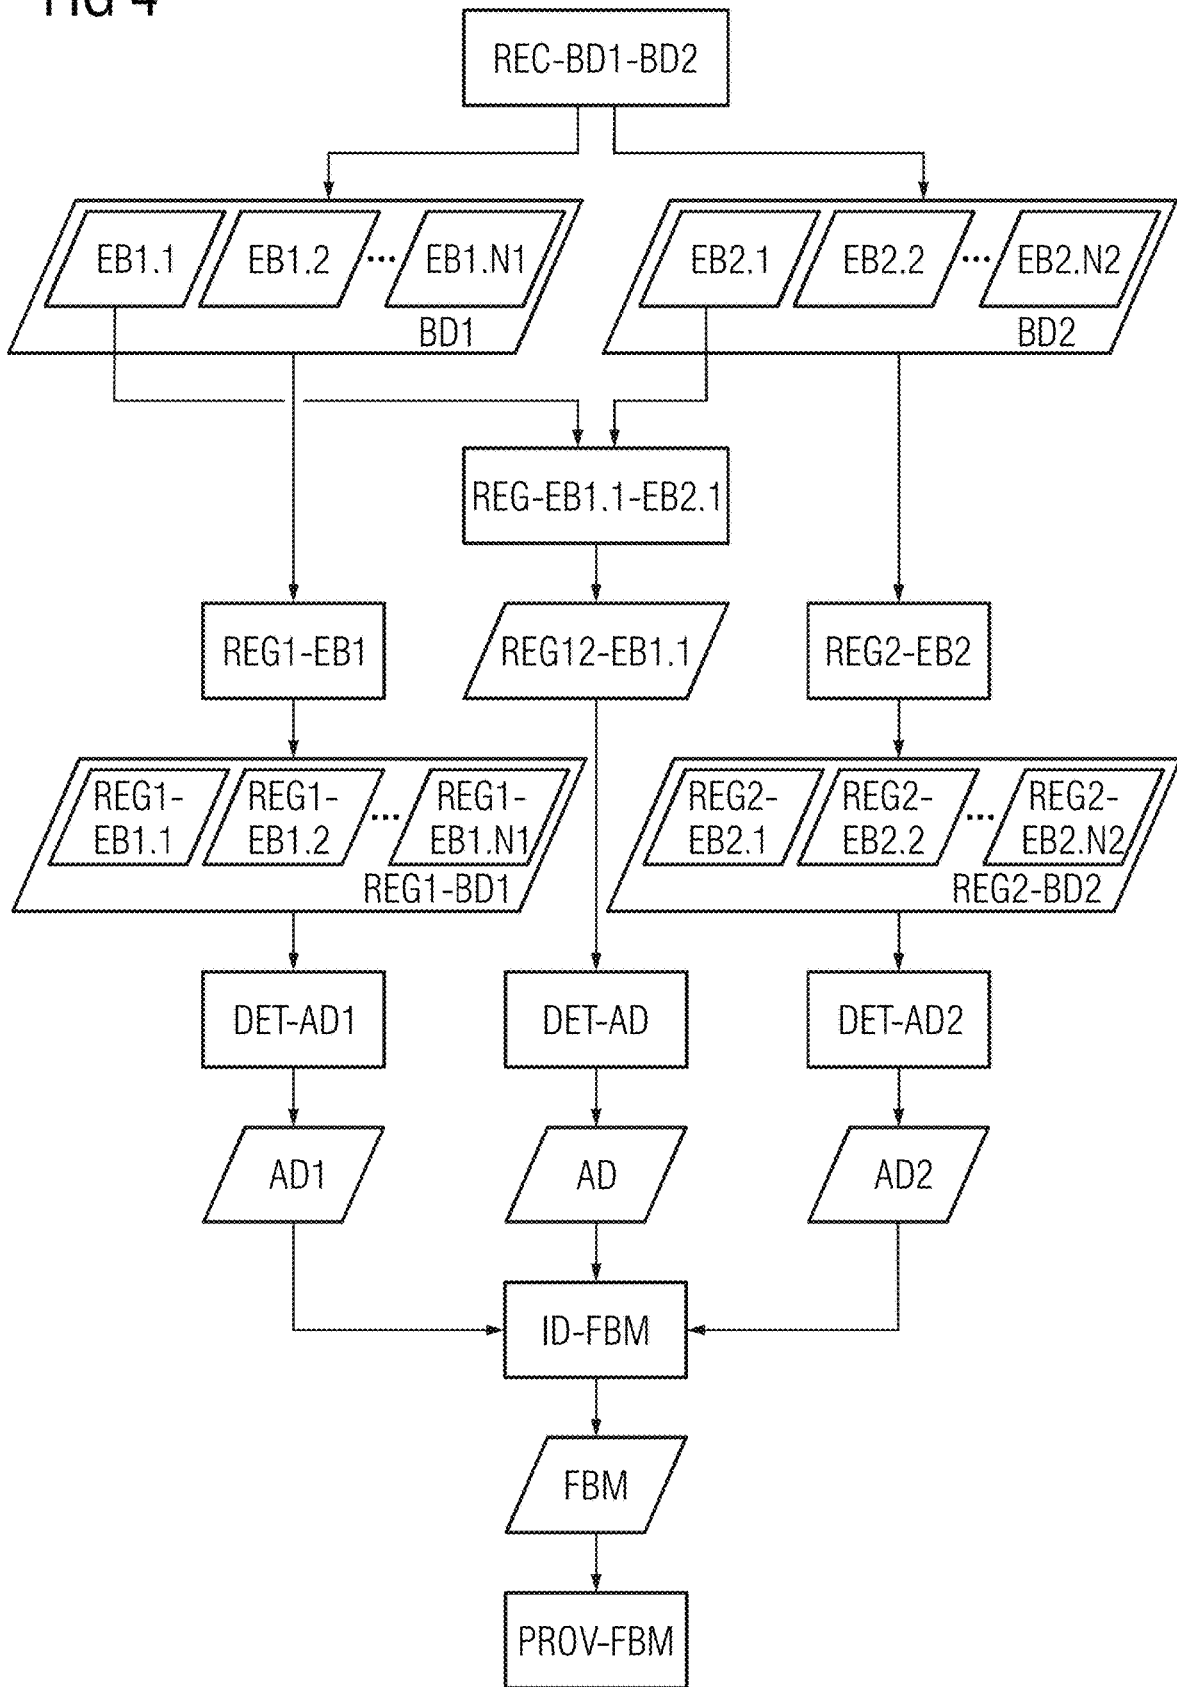 FIG 4
REC-BD1-BD2
EB1.1 EB1.2 ... EB1.N1
BD1
EB2.1 EB2.2 ... EB2.N2
BD2
REG-EB1.1-EB2.1
REG1-EB1
REG12-EB1.1
REG2-EB2
REG1-
EB1.1
REG1-
EB1.2
...
REG1-
EB1.N1
REG1-BD1
REG2-
EB2.1
REG2-
EB2.2
...
REG2-
EB2.N2
REG2-BD2
DET-AD1
DET-AD
DET-AD2
AD1
AD
AD2
ID-FBM
FBM
PROV-FBM